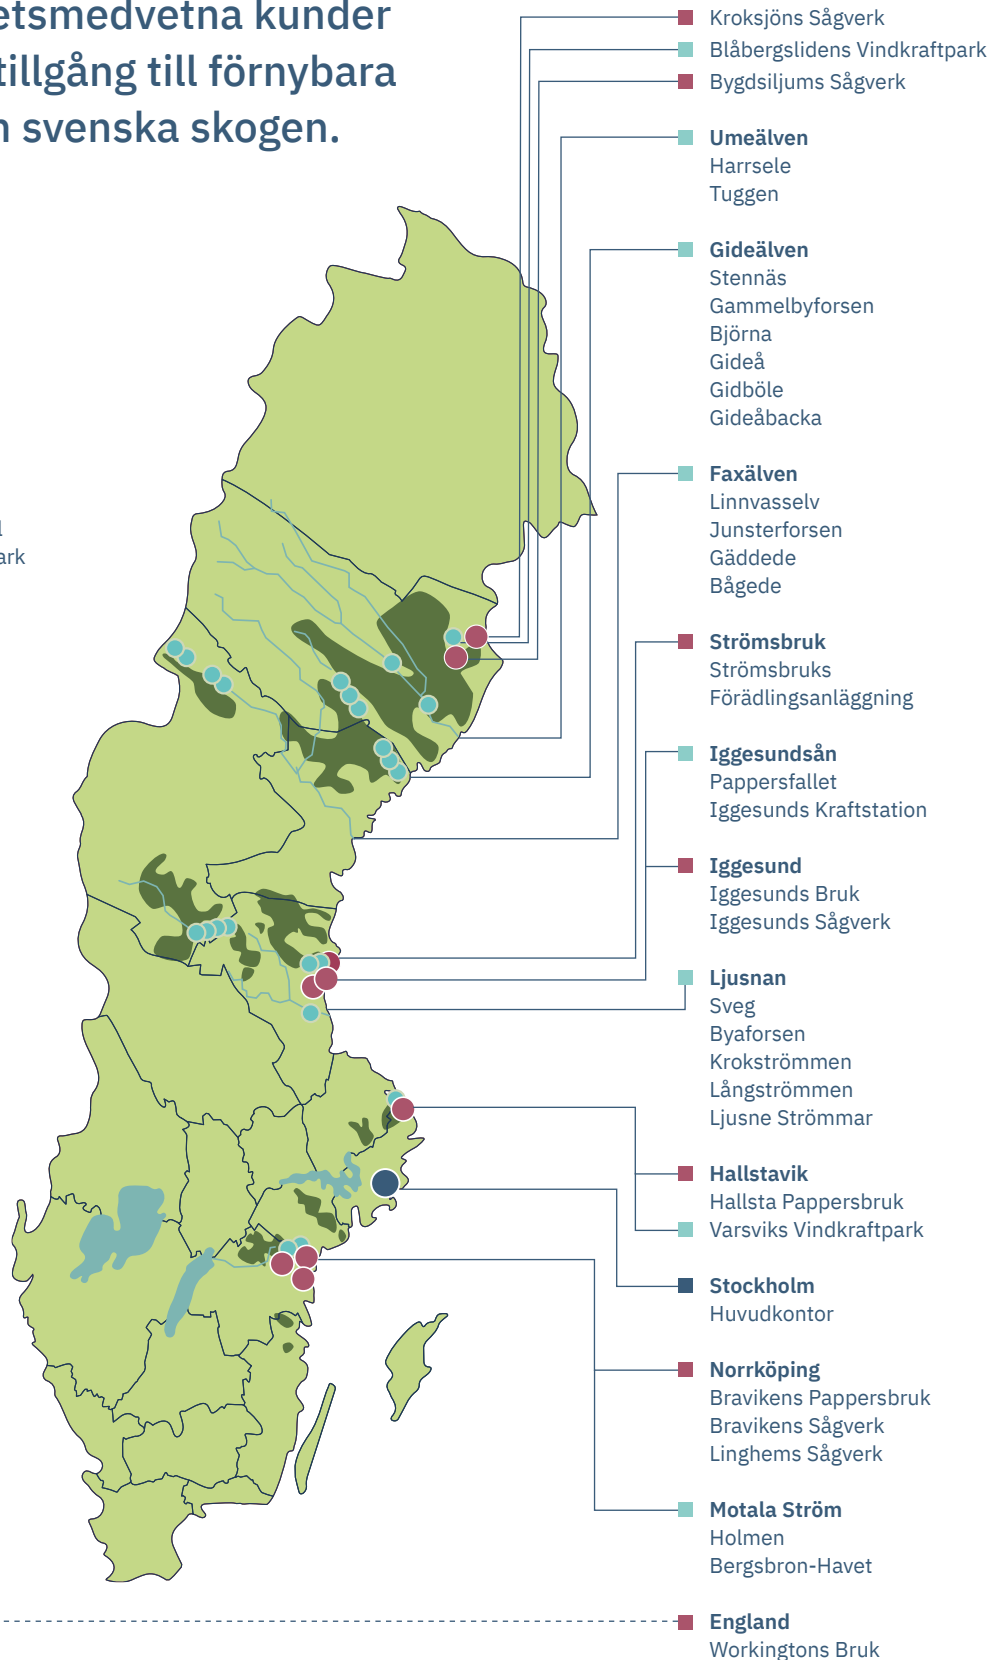 etsmedvetna kunder
tillgång till förnybara
n svenska skogen.
l
ark
Kroksjöns Sågverk
Blåbergslidens Vindkraftpark
Bygdsiljums Sågverk
Umeälven
Harrsele
Tuggen
Gideälven
Stennäs
Gammelbyforsen
Björna
Gideå
Gidböle
Gideåbacka
Faxälven
Linnvasselv
Junsterforsen
Gäddede
Bågede
Strömsbruk
Strömsbruks
Förädlingsanläggning
Iggesundsån
Pappersfallet
Iggesunds Kraftstation
Iggesund
Iggesunds Bruk
Iggesunds Sågverk
Ljusnan
Sveg
Byaforsen
Krokströmmen
Långströmmen
Ljusne Strömmar
Hallstavik
Hallsta Pappersbruk
Varsviks Vindkraftpark
Stockholm
Huvudkontor
Norrköping
Bravikens Pappersbruk
Bravikens Sågverk
Linghems Sågverk
Motala Ström
Holmen
Bergsbron-Havet
England
Workingtons Bruk